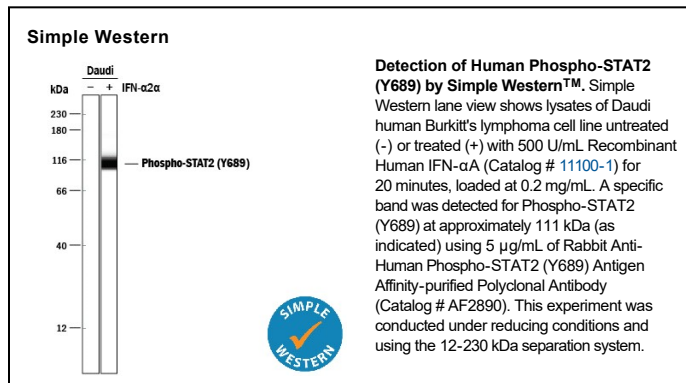 Simple Western
Daudi
kDa
– + IFN-α2α
230
180
116
Phospho-STAT2 (Y689)
66
40
12
SIMPLE
WESTERN
Detection of Human Phospho-STAT2
(Y689) by Simple Western™. Simple
Western lane view shows lysates of Daudi
human Burkitt's lymphoma cell line untreated
(-) or treated (+) with 500 U/mL Recombinant
Human IFN-αA (Catalog # 11100-1) for
20 minutes, loaded at 0.2 mg/mL. A specific
band was detected for Phospho-STAT2
(Y689) at approximately 111 kDa (as
indicated) using 5 μg/mL of Rabbit Anti-
Human Phospho-STAT2 (Y689) Antigen
Affinity-purified Polyclonal Antibody
(Catalog # AF2890). This experiment was
conducted under reducing conditions and
using the 12-230 kDa separation system.